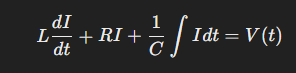 L dI/dt + RI + 1/C ∫ I dt = V(t)